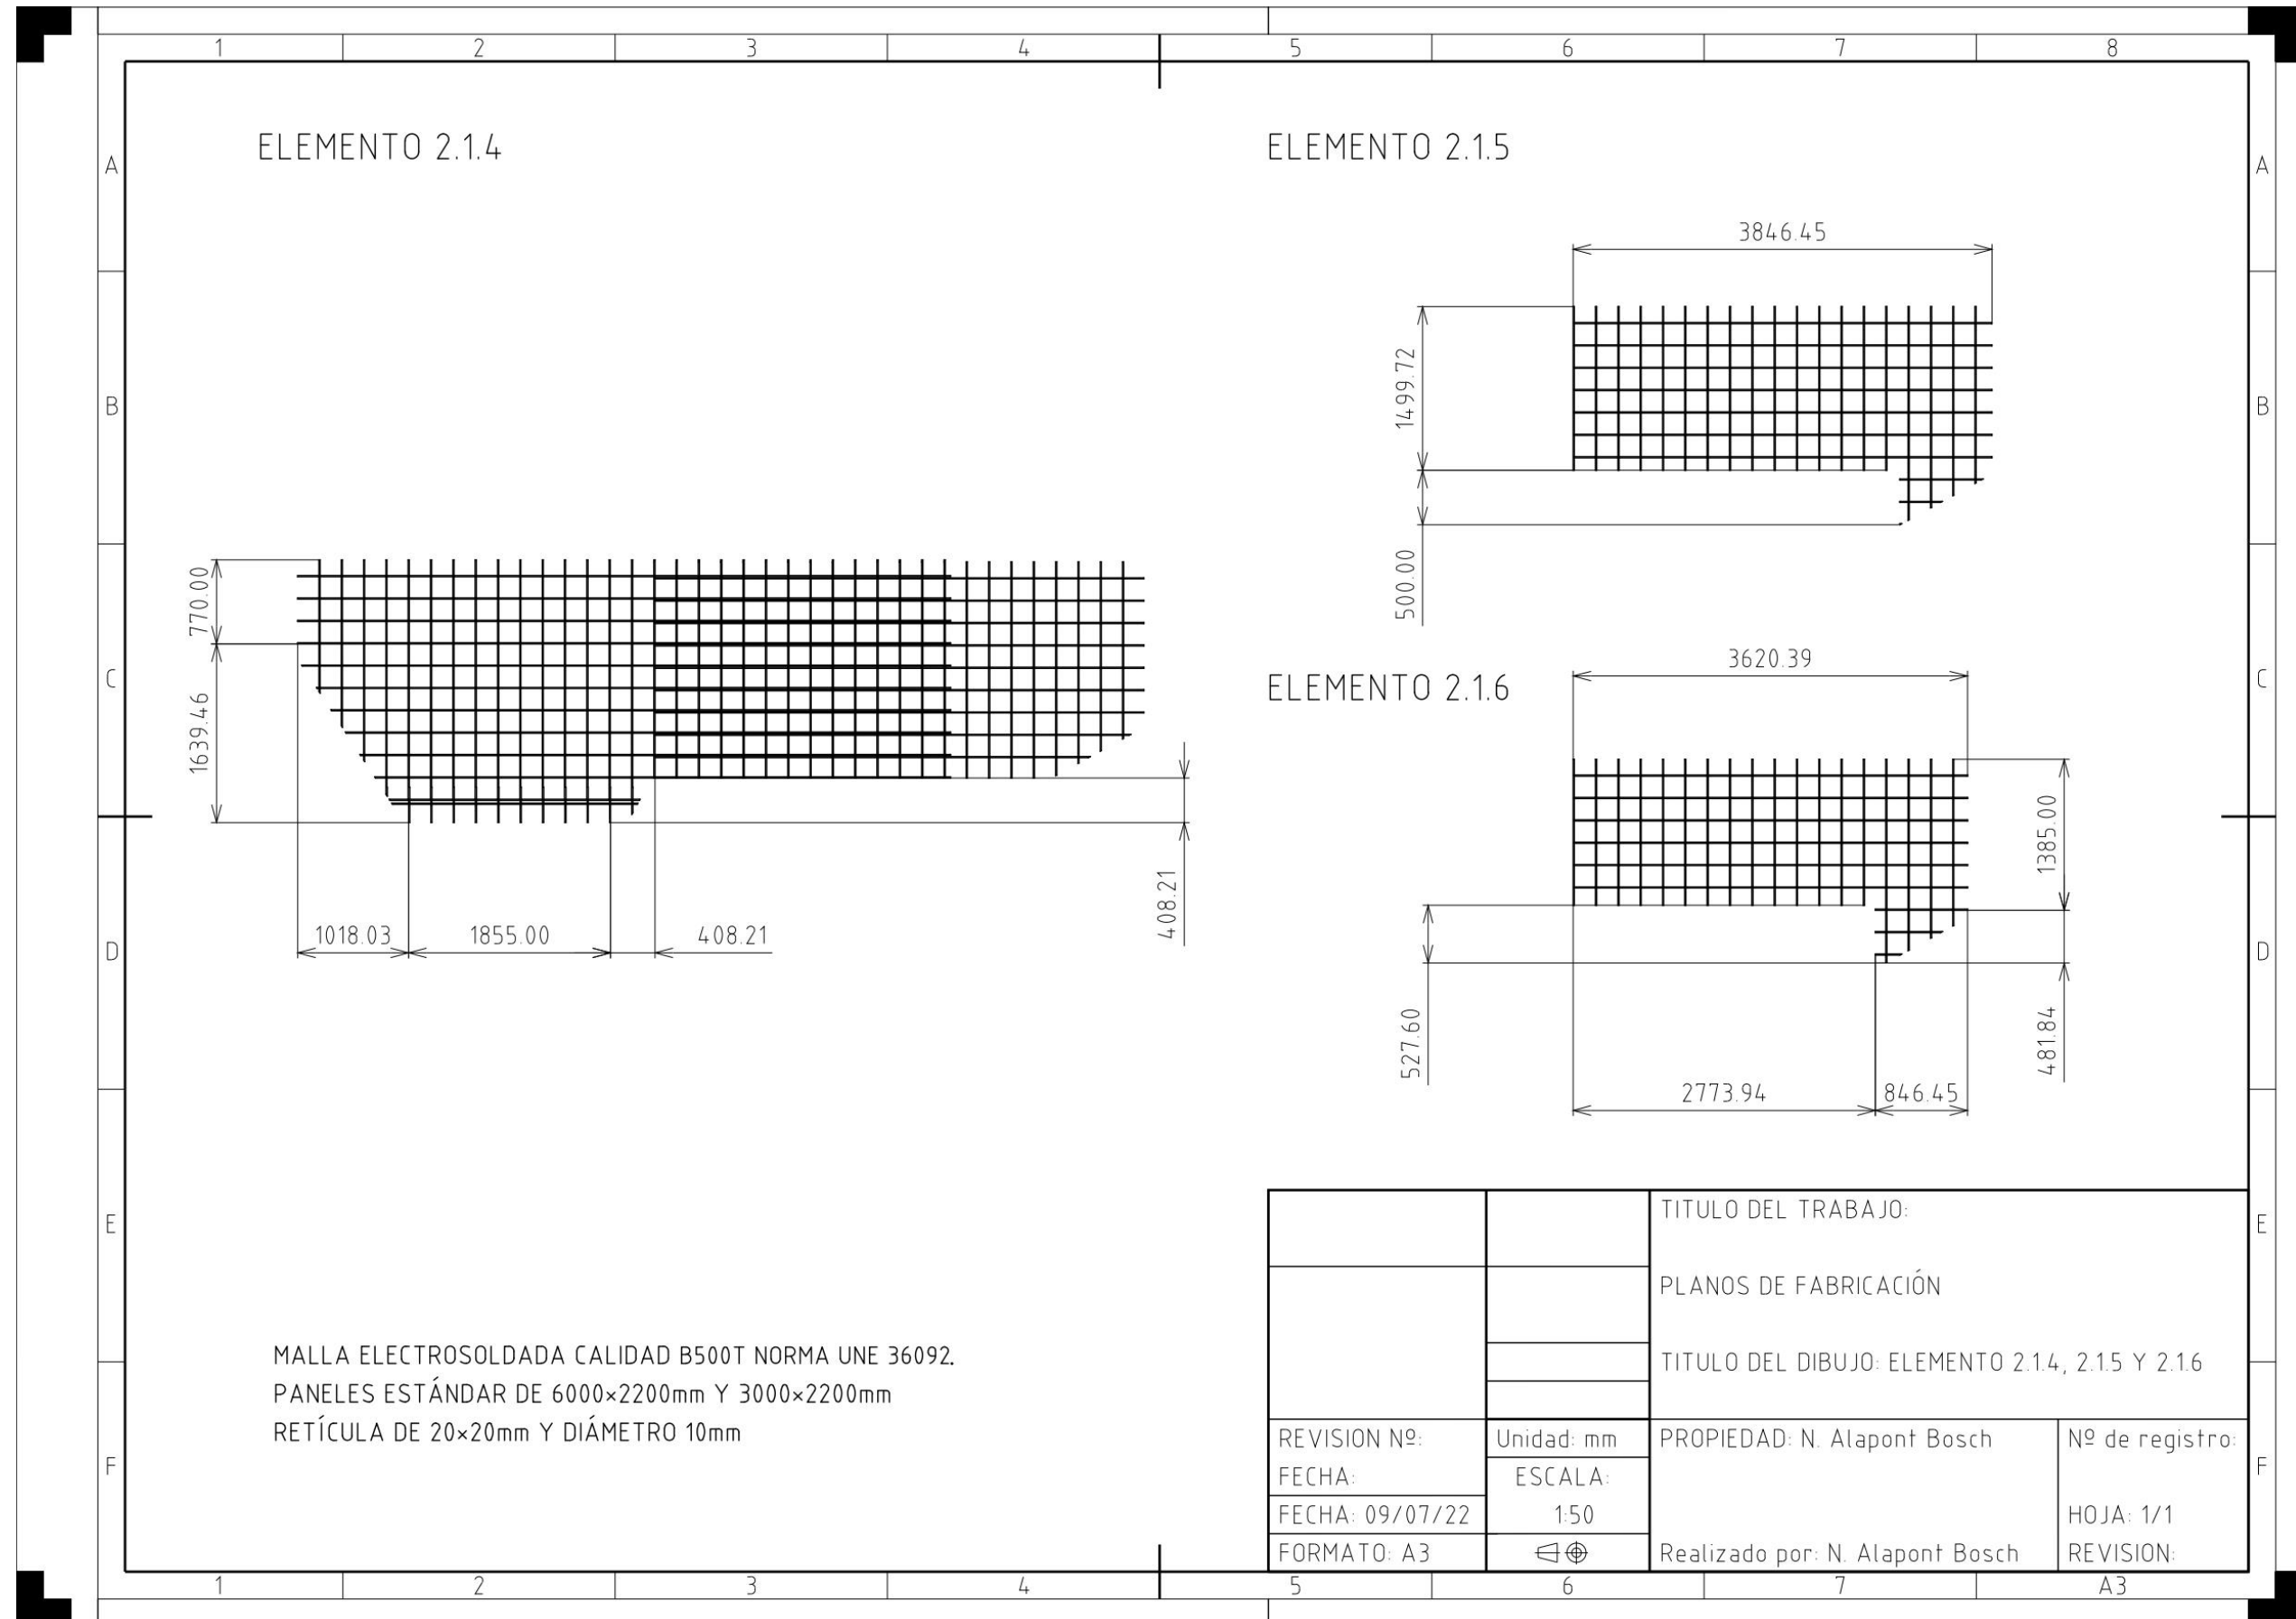 1 2 3 4 5 6 7 8
A A
ELEMENTO 2.1.4
ELEMENTO 2.1.5
3846.45
1499.72
500.00
B B
ELEMENTO 2.1.6
3620.39
770.00
1639.46
C C
1018.03 1855.00 408.21
408.21
1385.00
527.60
481.84
2773.94 846.45
D D
E E
MALLA ELECTROSOLDADA CALIDAD B500T NORMA UNE 36092.
PANELES ESTÁNDAR DE 6000×2200mm Y 3000×2200mm
RETÍCULA DE 20×20mm Y DIÁMETRO 10mm
TITULO DEL TRABAJO:
PLANOS DE FABRICACIÓN
TITULO DEL DIBUJO: ELEMENTO 2.1.4, 2.1.5 Y 2.1.6
REVISION Nº:
FECHA:
FECHA: 09/07/22
FORMATO: A3
Unidad: mm
ESCALA:
1:50
PROPIEDAD: N. Alapont Bosch
Realizado por: N. Alapont Bosch
Nº de registro:
HOJA: 1/1
REVISION:
F F
1 2 3 4 5 6 7 A3